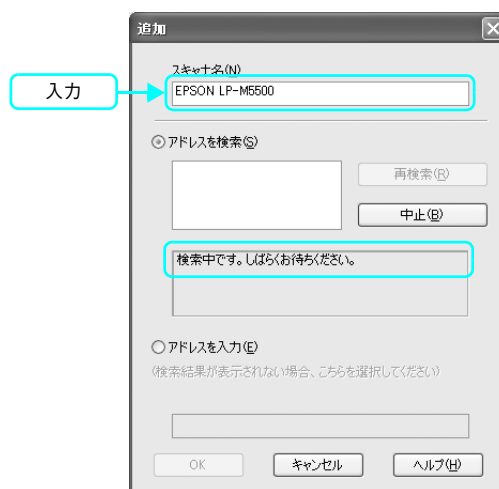 追加
スキャナ名(N)
入力
EPSON LP-M5500
アドレスを検索(S)
再検索(R)
中止(B)
検索中です。しばらくお待ちください。
アドレスを入力(E)
(検索結果が表示されない場合、こちらを選択してください)
OK
キャンセル
ヘルプ(H)